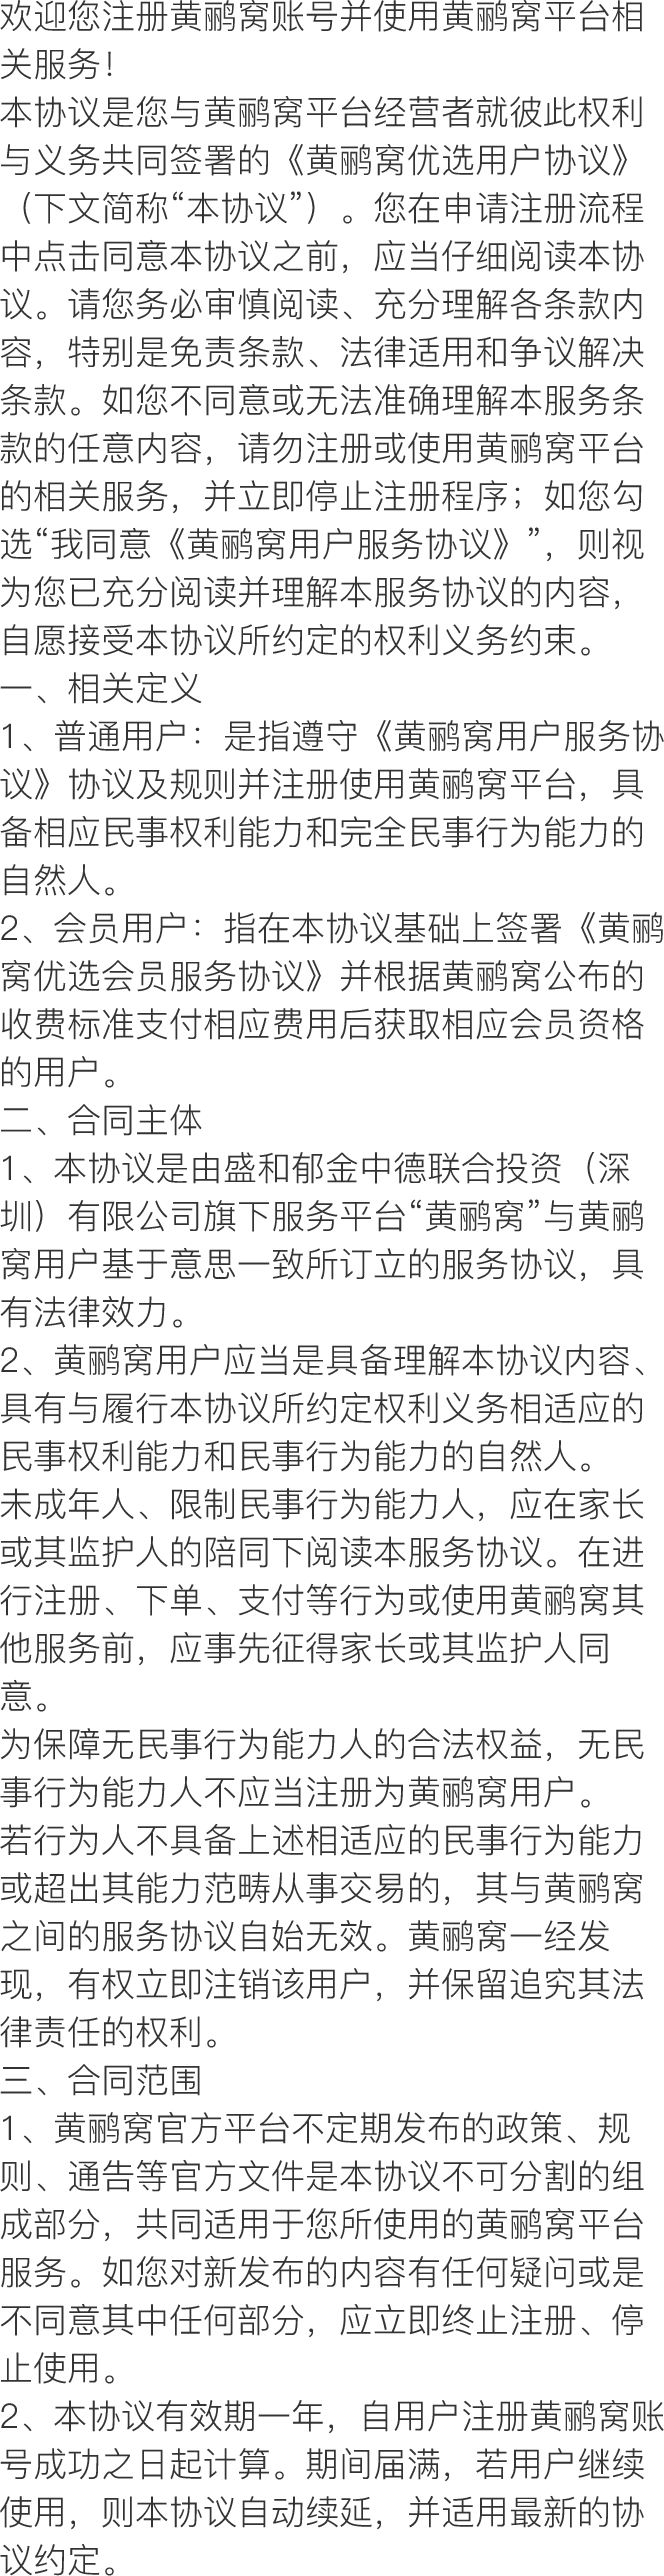 欢迎您注册黄鹂窝账号并使用黄鹂窝平台相
关服务！
本协议是您与黄鹂窝平台经营者就彼此权利
与义务共同签署的《黄鹂窝优选用户协议》
（下文简称“本协议”）。您在申请注册流程
中点击同意本协议之前，应当仔细阅读本协
议。请您务必审慎阅读、充分理解各条款内
容，特别是免责条款、法律适用和争议解决
条款。如您不同意或无法准确理解本服务条
款的任意内容，请勿注册或使用黄鹂窝平台
的相关服务，并立即停止注册程序；如您勾
选“我同意《黄鹂窝用户服务协议》”，则视
为您已充分阅读并理解本服务协议的内容，
自愿接受本协议所约定的权利义务约束。
一、相关定义
1、普通用户：是指遵守《黄鹂窝用户服务协
议》协议及规则并注册使用黄鹂窝平台，具
备相应民事权利能力和完全民事行为能力的
自然人。
2、会员用户：指在本协议基础上签署《黄鹂
窝优选会员服务协议》并根据黄鹂窝公布的
收费标准支付相应费用后获取相应会员资格
的用户。
二、合同主体
1、本协议是由盛和郁金中德联合投资（深
圳）有限公司旗下服务平台“黄鹂窝”与黄鹂
窝用户基于意思一致所订立的服务协议，具
有法律效力。
2、黄鹂窝用户应当是具备理解本协议内容、
具有与履行本协议所约定权利义务相适应的
民事权利能力和民事行为能力的自然人。
未成年人、限制民事行为能力人，应在家长
或其监护人的陪同下阅读本服务协议。在进
行注册、下单、支付等行为或使用黄鹂窝其
他服务前，应事先征得家长或其监护人同
意。
为保障无民事行为能力人的合法权益，无民
事行为能力人不应当注册为黄鹂窝用户。
若行为人不具备上述相适应的民事行为能力
或超出其能力范畴从事交易的，其与黄鹂窝
之间的服务协议自始无效。黄鹂窝一经发
现，有权立即注销该用户，并保留追究其法
律责任的权利。
三、合同范围
1、黄鹂窝官方平台不定期发布的政策、规
则、通告等官方文件是本协议不可分割的组
成部分，共同适用于您所使用的黄鹂窝平台
服务。如您对新发布的内容有任何疑问或是
不同意其中任何部分，应立即终止注册、停
止使用。
2、本协议有效期一年，自用户注册黄鹂窝账
号成功之日起计算。期间届满，若用户继续
使用，则本协议自动续延，并适用最新的协
议约定。